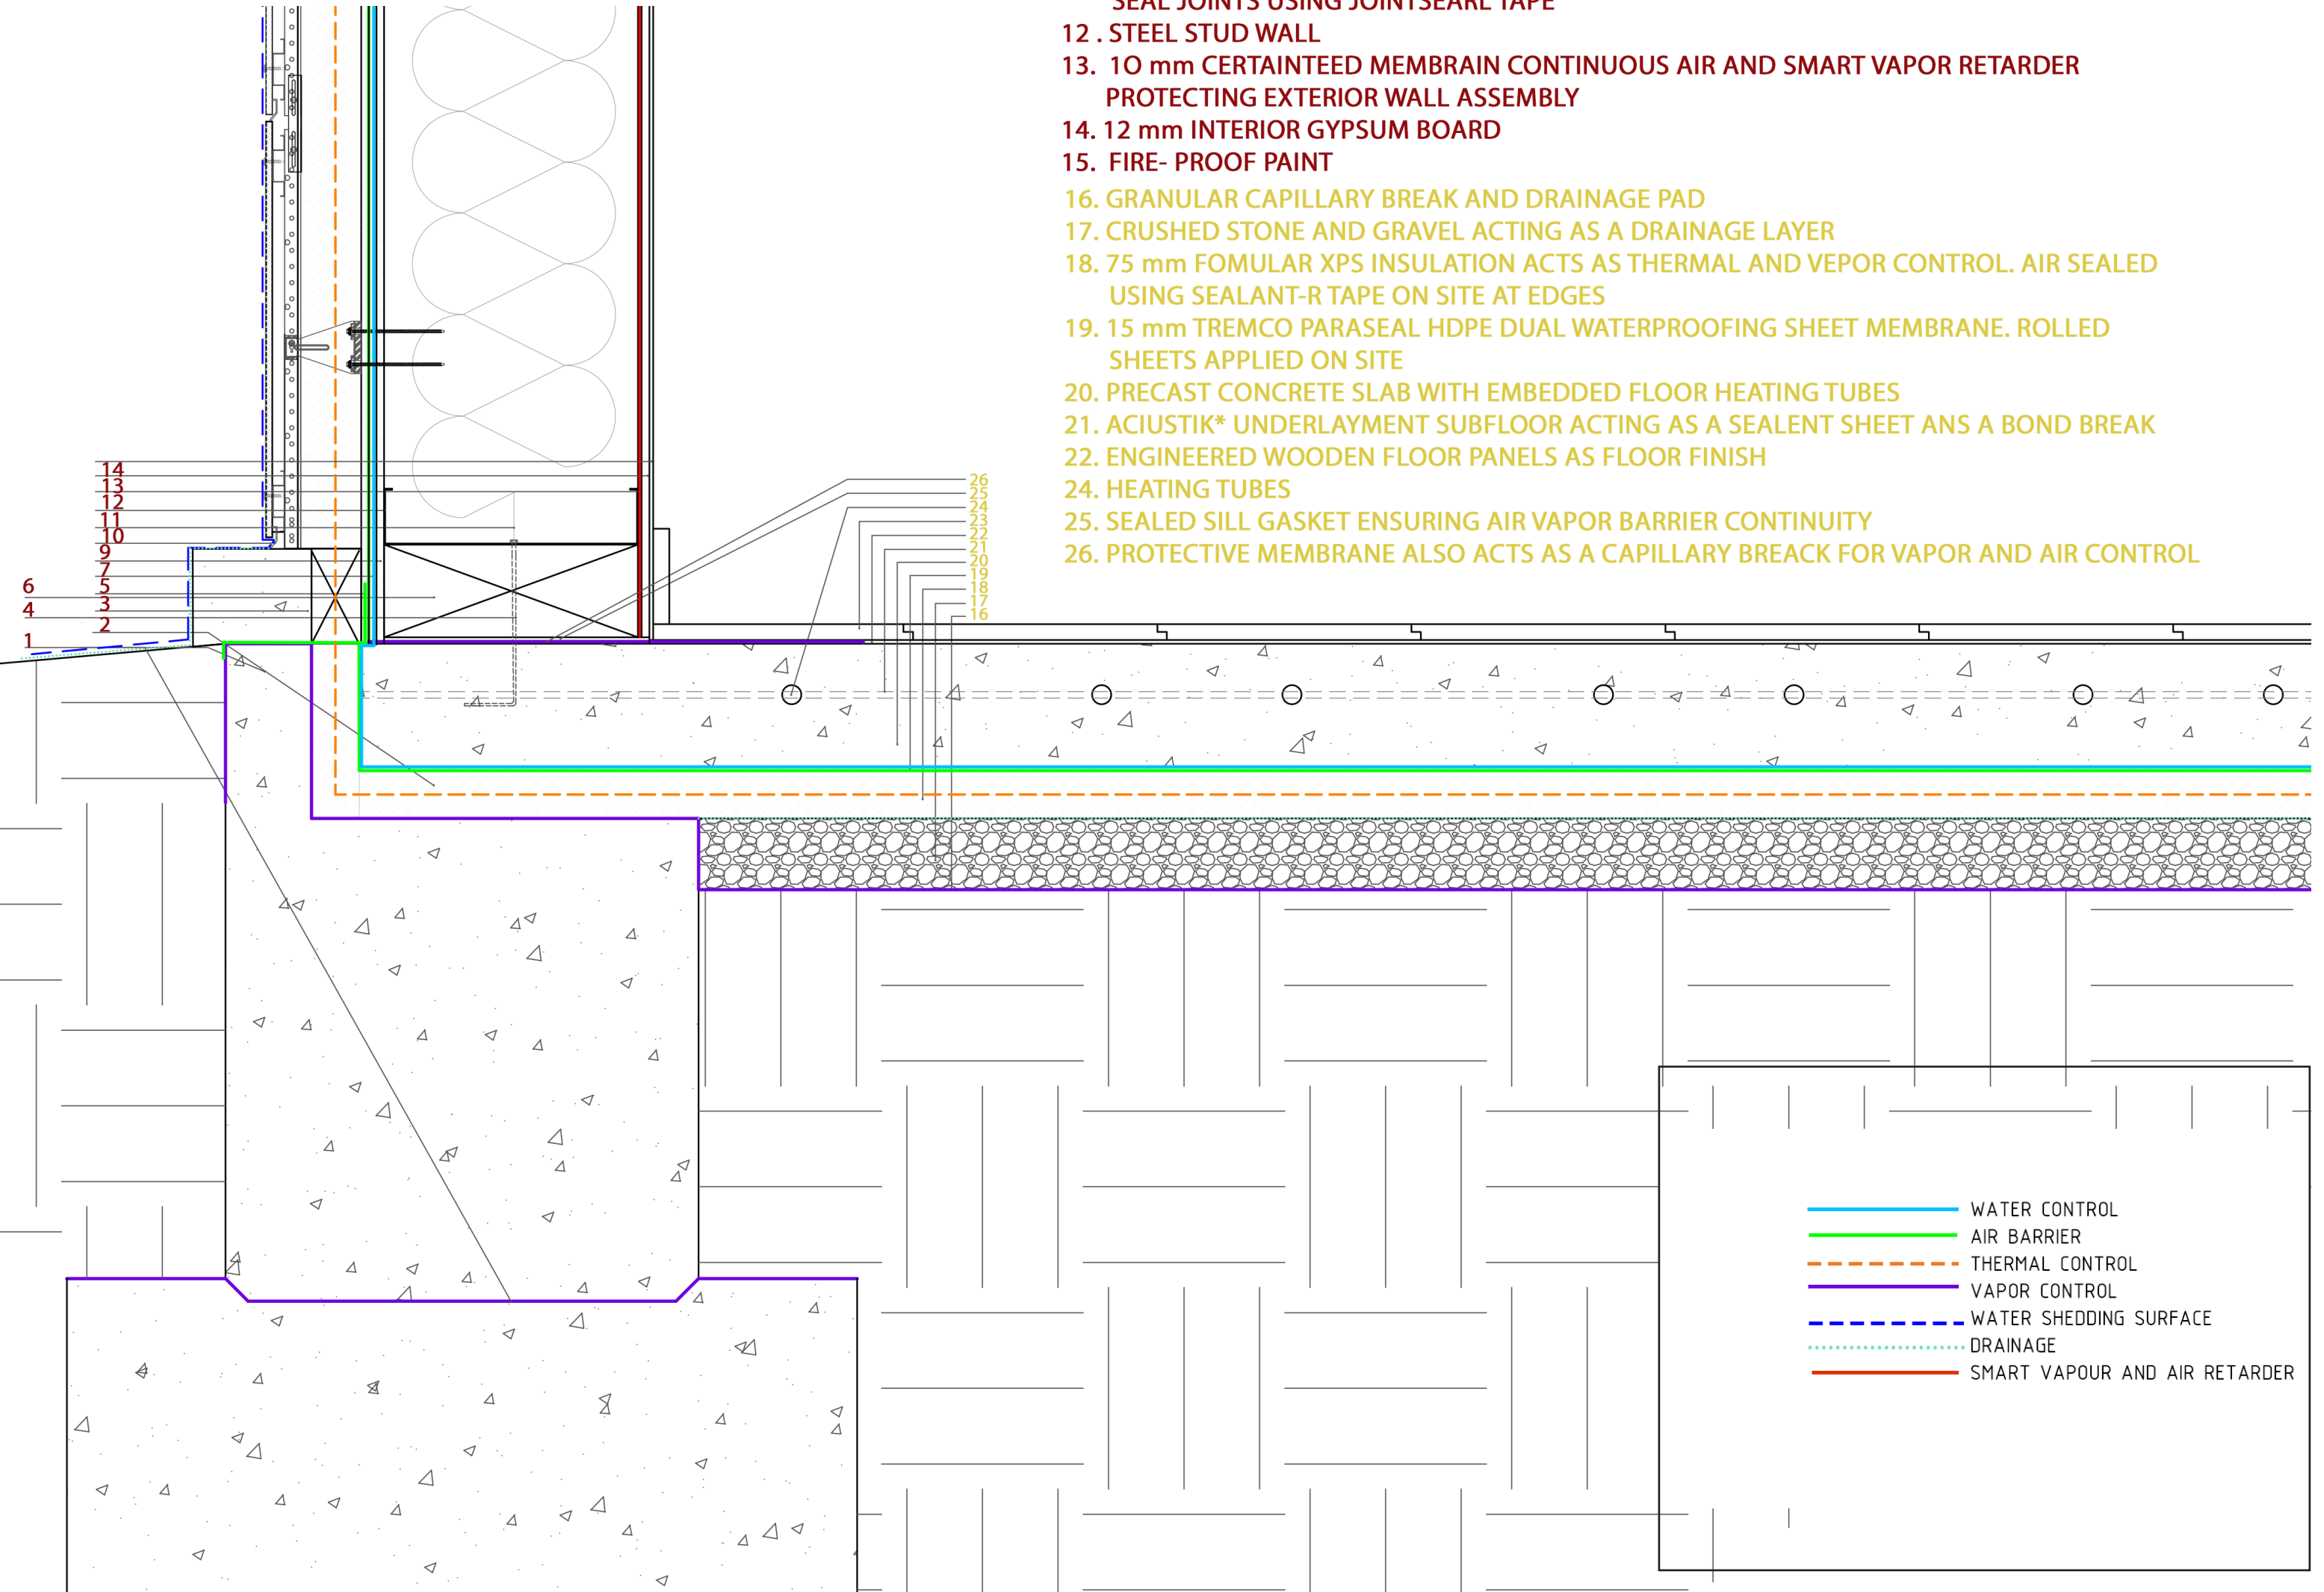 SEAL JOINTS USING JOINTSEARL TAPE
12 . STEEL STUD WALL
13. 1O mm CERTAINTEED MEMBRAIN CONTINUOUS AIR AND SMART VAPOR RETARDER
PROTECTING EXTERIOR WALL ASSEMBLY
14. 12 mm INTERIOR GYPSUM BOARD
15. FIRE- PROOF PAINT
16. GRANULAR CAPILLARY BREAK AND DRAINAGE PAD
17. CRUSHED STONE AND GRAVEL ACTING AS A DRAINAGE LAYER
18. 75 mm FOMULAR XPS INSULATION ACTS AS THERMAL AND VEPOR CONTROL. AIR SEALED
USING SEALANT-R TAPE ON SITE AT EDGES
19. 15 mm TREMCO PARASEAL HDPE DUAL WATERPROOFING SHEET MEMBRANE. ROLLED
SHEETS APPLIED ON SITE
20. PRECAST CONCRETE SLAB WITH EMBEDDED FLOOR HEATING TUBES
21. ACIUSTIK* UNDERLAYMENT SUBFLOOR ACTING AS A SEALENT SHEET ANS A BOND BREAK
22. ENGINEERED WOODEN FLOOR PANELS AS FLOOR FINISH
24. HEATING TUBES
25. SEALED SILL GASKET ENSURING AIR VAPOR BARRIER CONTINUITY
26. PROTECTIVE MEMBRANE ALSO ACTS AS A CAPILLARY BREACK FOR VAPOR AND AIR CONTROL
14
13
12
11
10
9
7
6
5
4
3
2
1
26
25
24
23
22
21
20
19
18
17
16
WATER CONTROL
AIR BARRIER
THERMAL CONTROL
VAPOR CONTROL
WATER SHEDDING SURFACE
DRAINAGE
SMART VAPOUR AND AIR RETARDER